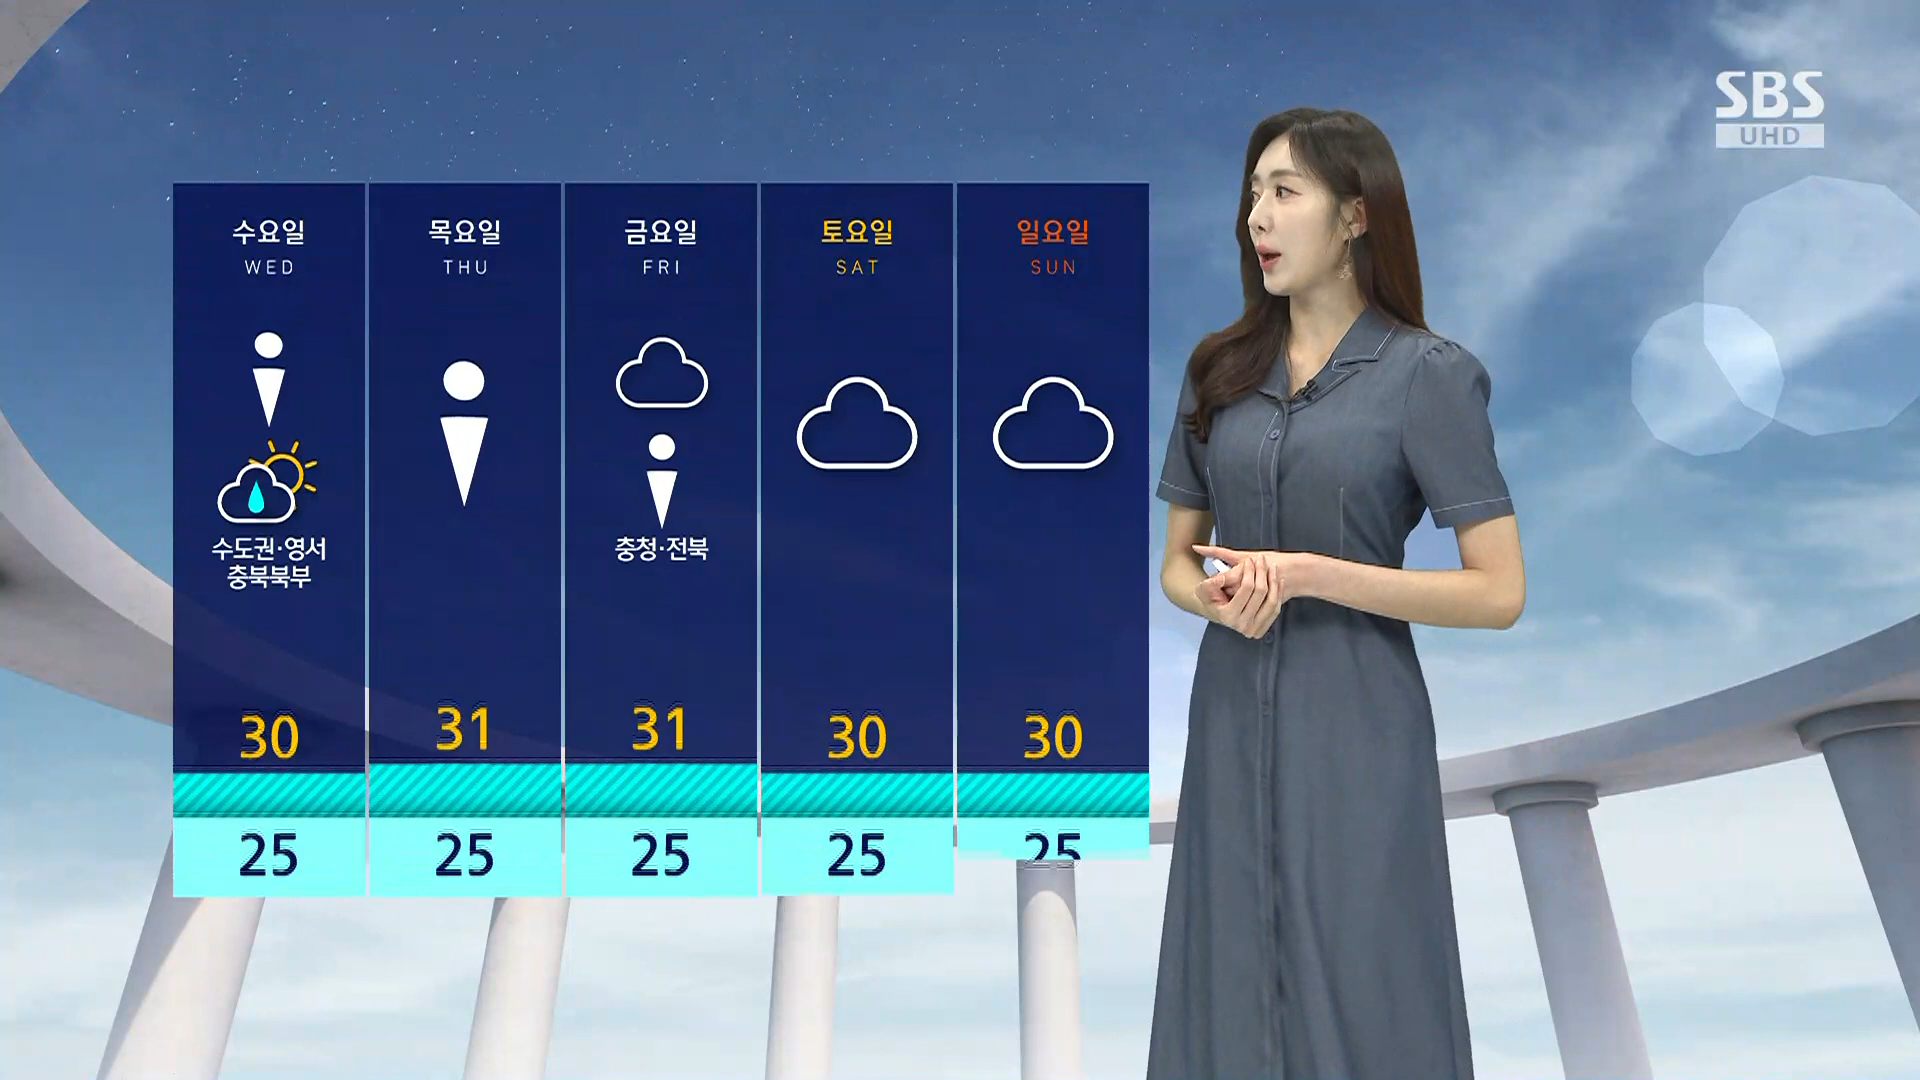 SBS
UHD
수요일
WED
수도권·영서
충북북부
30
25
목요일
THU
31
25
금요일
FRI
충청·전북
31
25
토요일
SAT
30
25
일요일
SUN
30
25